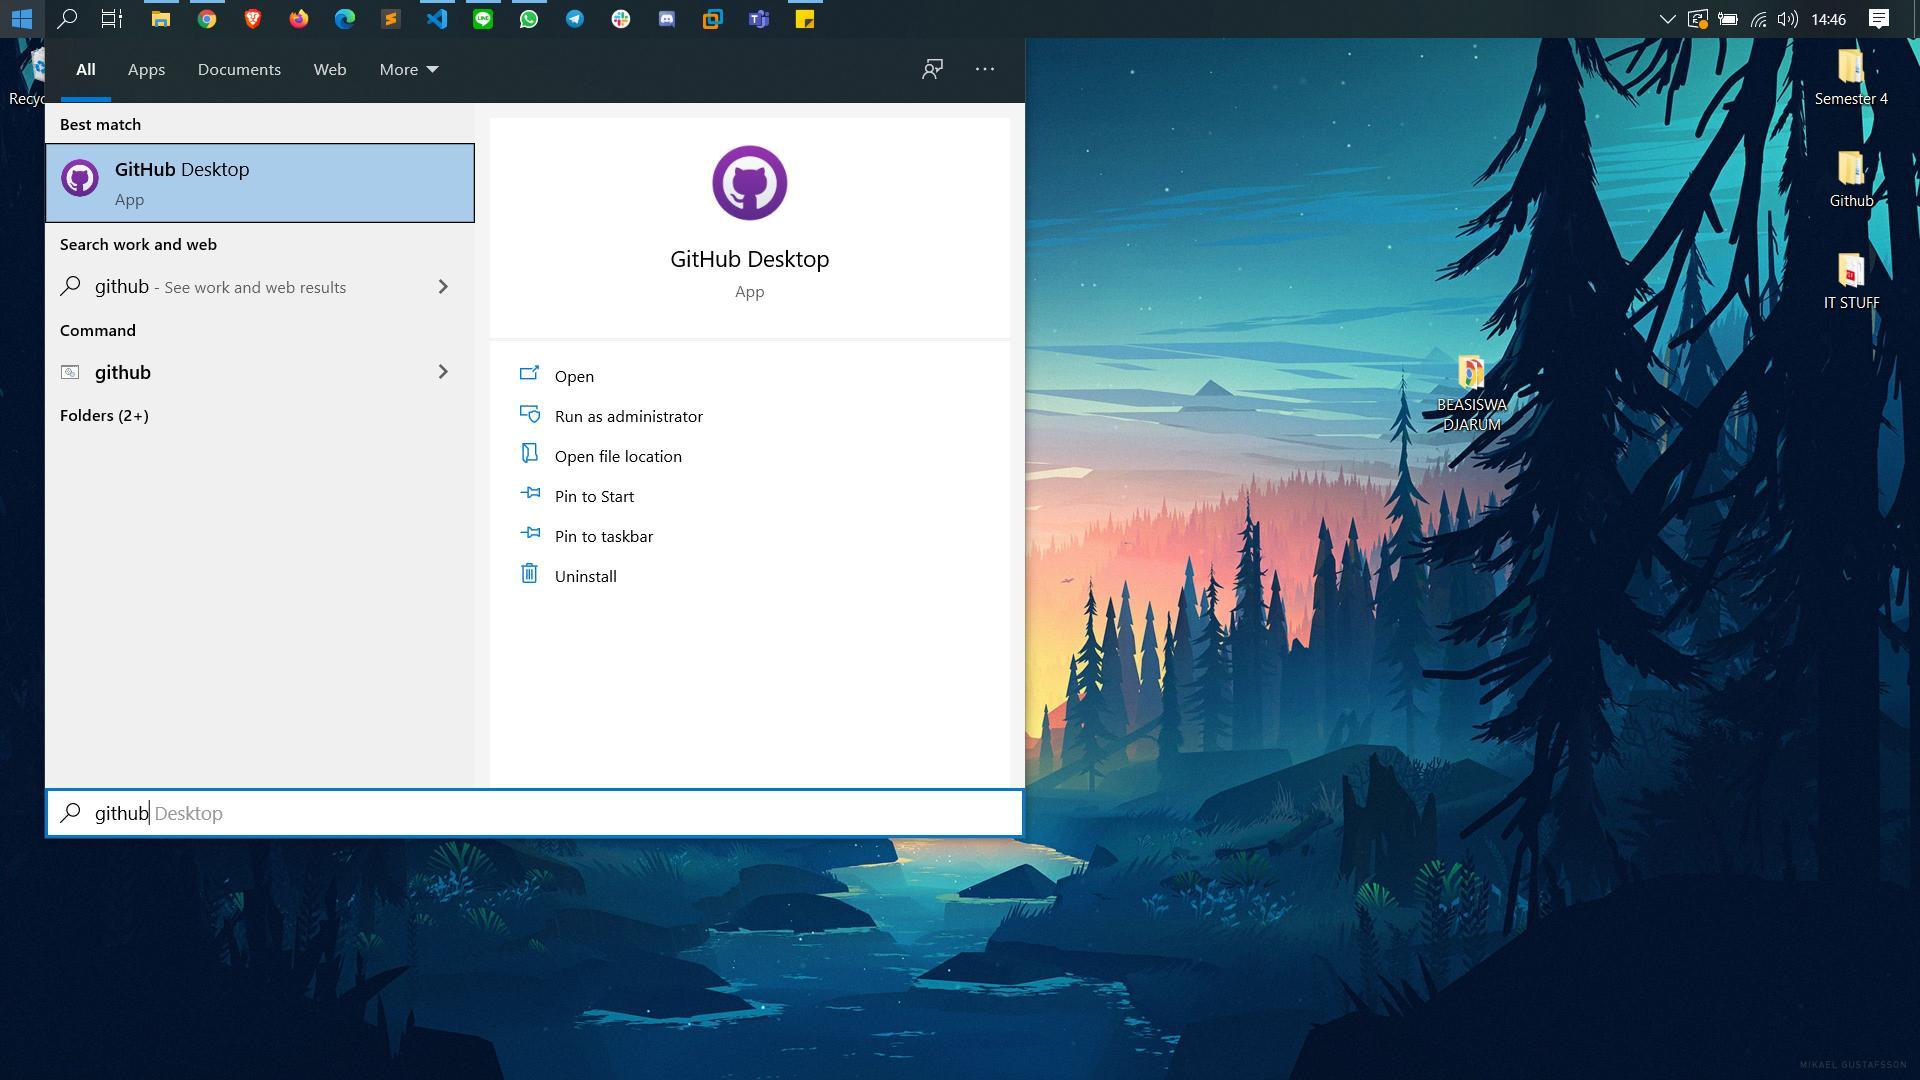 14:46
All
Apps
Documents
Web
More
Best match
GitHub Desktop
App
Search work and web
github - See work and web results
Command
github
Folders (2+)
GitHub Desktop
App
Open
Run as administrator
Open file location
Pin to Start
Pin to taskbar
Uninstall
github Desktop
Recyc
Semester 4
Github
IT STUFF
BEASISWA
DJARUM
MIKAEL GUSTAFSSON